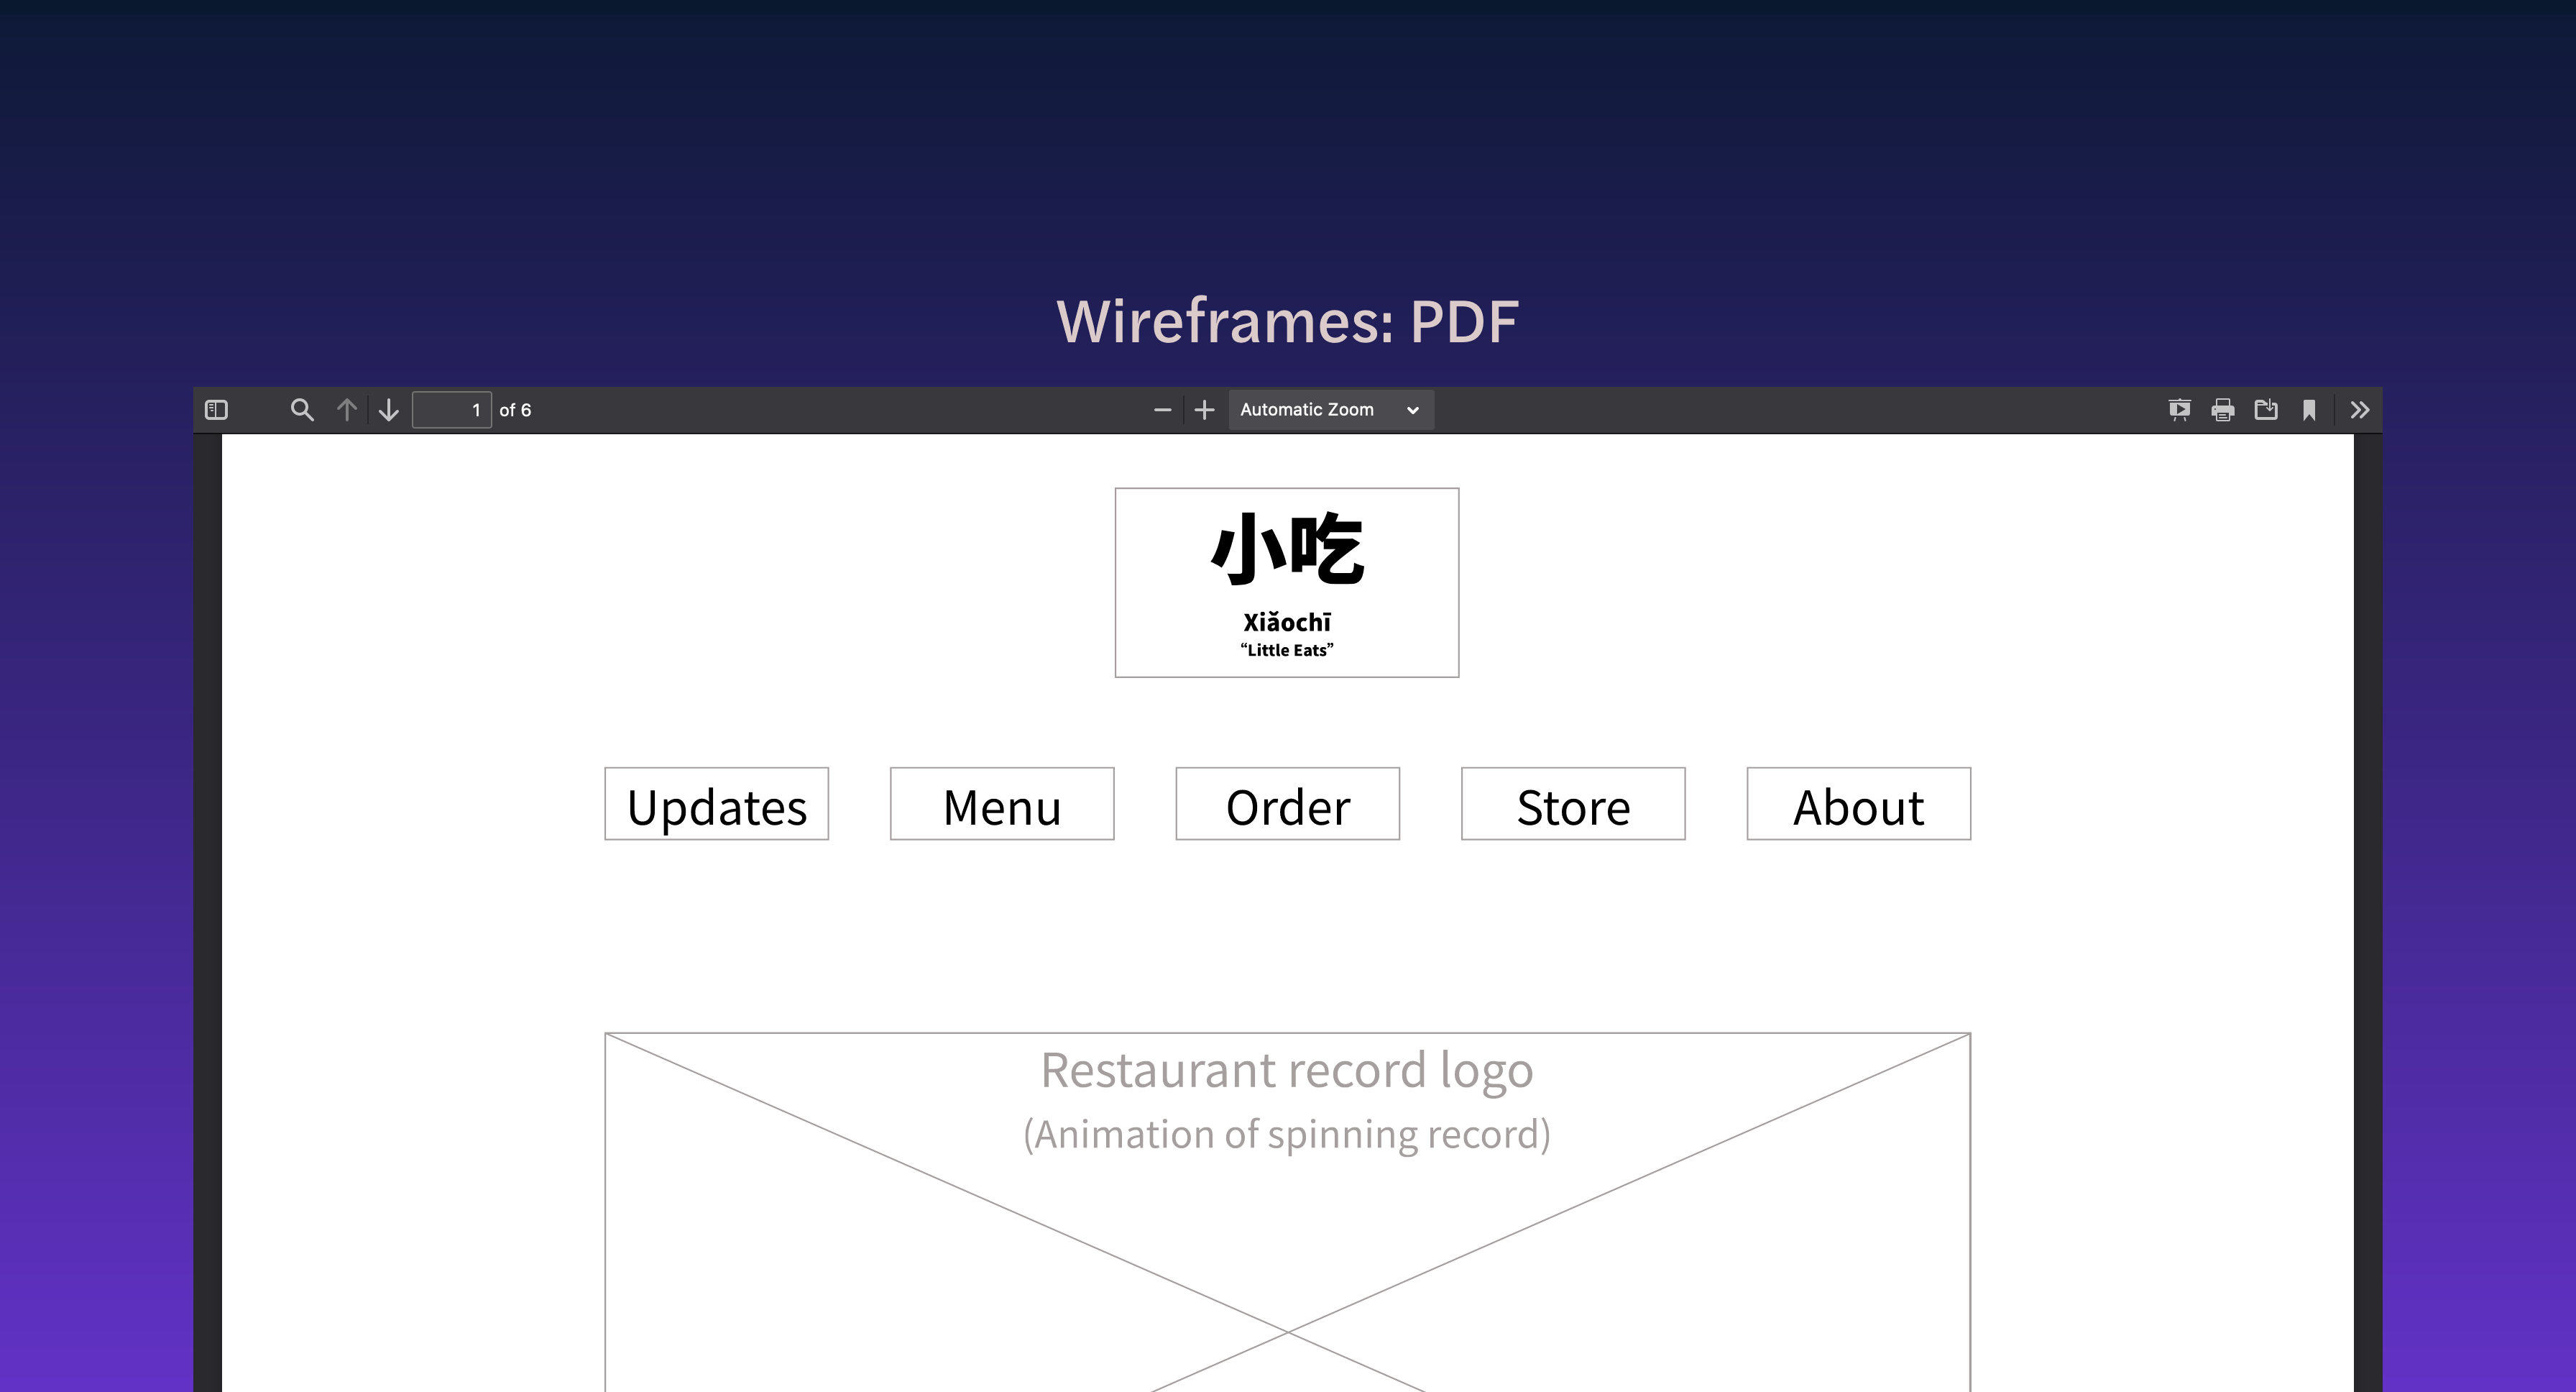 Wireframes: PDF
1 of 6
Automatic Zoom
小吃
Xiǎochī
“Little Eats”
Updates
Menu
Order
Store
About
Restaurant record logo
(Animation of spinning record)